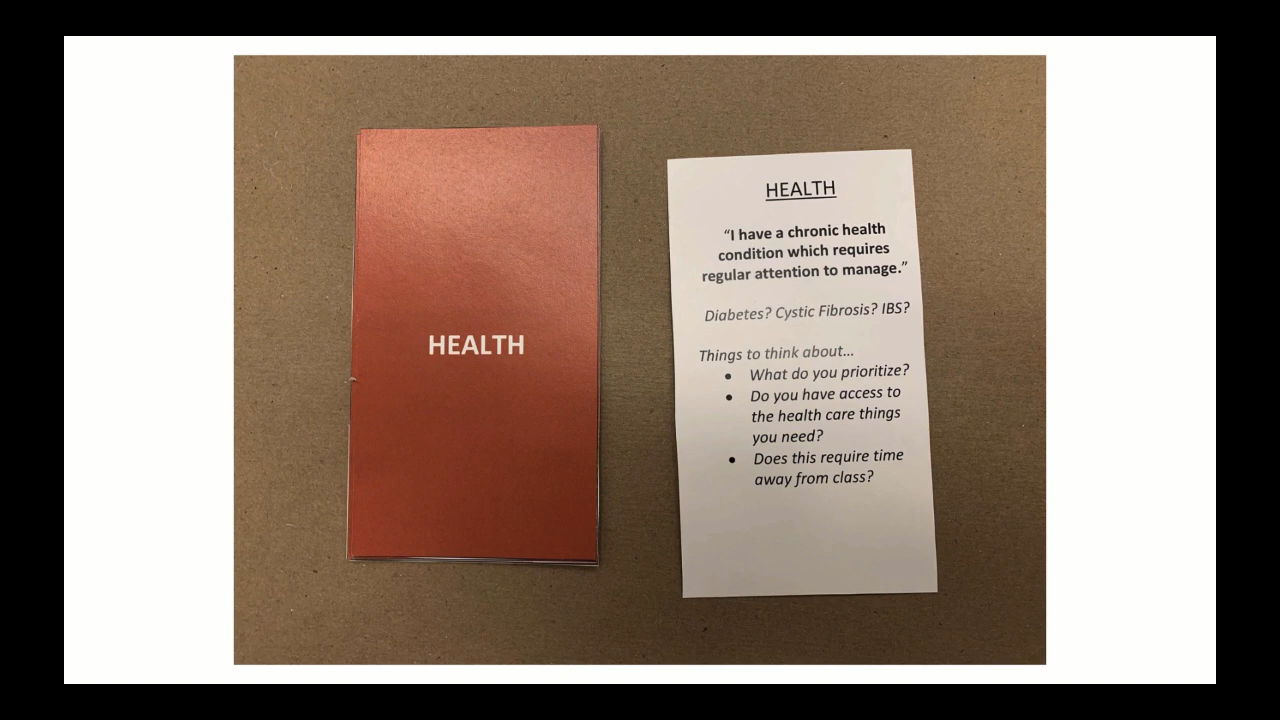 HEALTH
HEALTH
“I have a chronic health
condition which requires
regular attention to manage.”
Diabetes? Cystic Fibrosis? IBS?
Things to think about...
• What do you prioritize?
• Do you have access to
the health care things
you need?
• Does this require time
away from class?